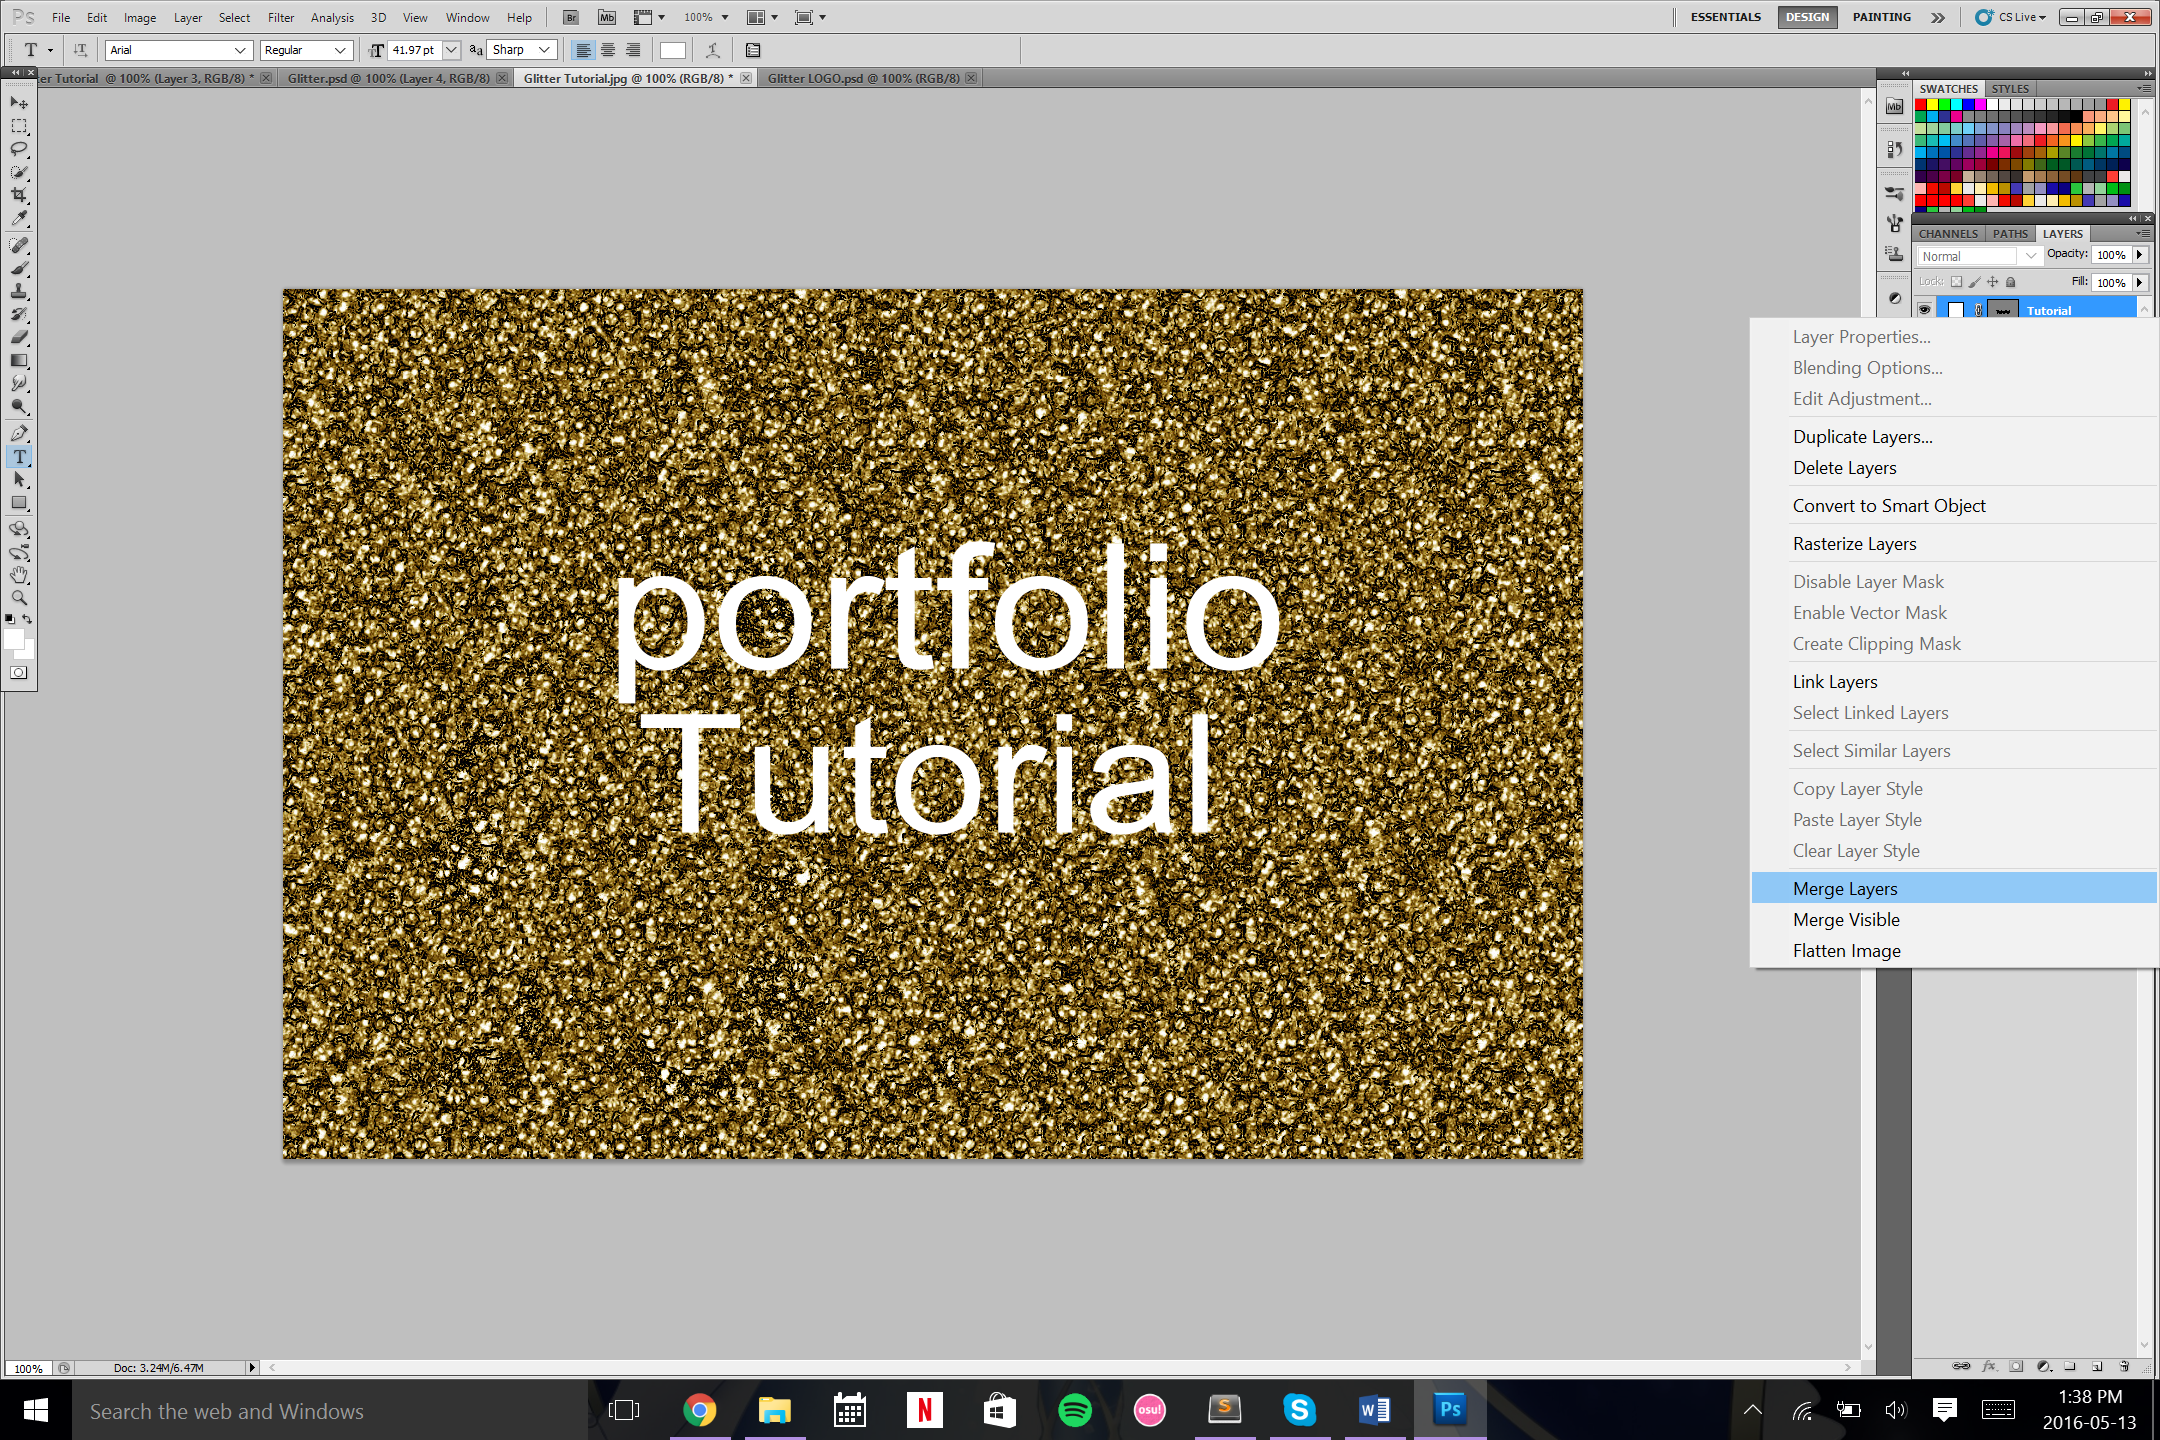 Ps File Edit Image Layer Select Filter Analysis 3D View Window Help Br Mb 100% ESSENTIALS DESIGN PAINTING CS Live
T Arial Regular 41.97 pt Sharp
er Tutorial @ 100% (Layer 3, RGB/8) * Glitter.psd @ 100% (Layer 4, RGB/8) Glitter Tutorial.jpg @ 100% (RGB/8) * Glitter LOGO.psd @ 100% (RGB/8)
SWATCHES STYLES
Mb
CHANNELS PATHS LAYERS
Normal Opacity: 100%
Lock: Fill: 100%
Tutorial
Layer Properties...
Blending Options...
Edit Adjustment...
Duplicate Layers...
Delete Layers
Convert to Smart Object
Rasterize Layers
Disable Layer Mask
Enable Vector Mask
Create Clipping Mask
Link Layers
Select Linked Layers
Select Similar Layers
Copy Layer Style
Paste Layer Style
Clear Layer Style
Merge Layers
Merge Visible
Flatten Image
portfolio
Tutorial
100% Doc: 3.24M/6.47M
Search the web and Windows
N
osu!
S
S
W
Ps
1:38 PM
2016-05-13